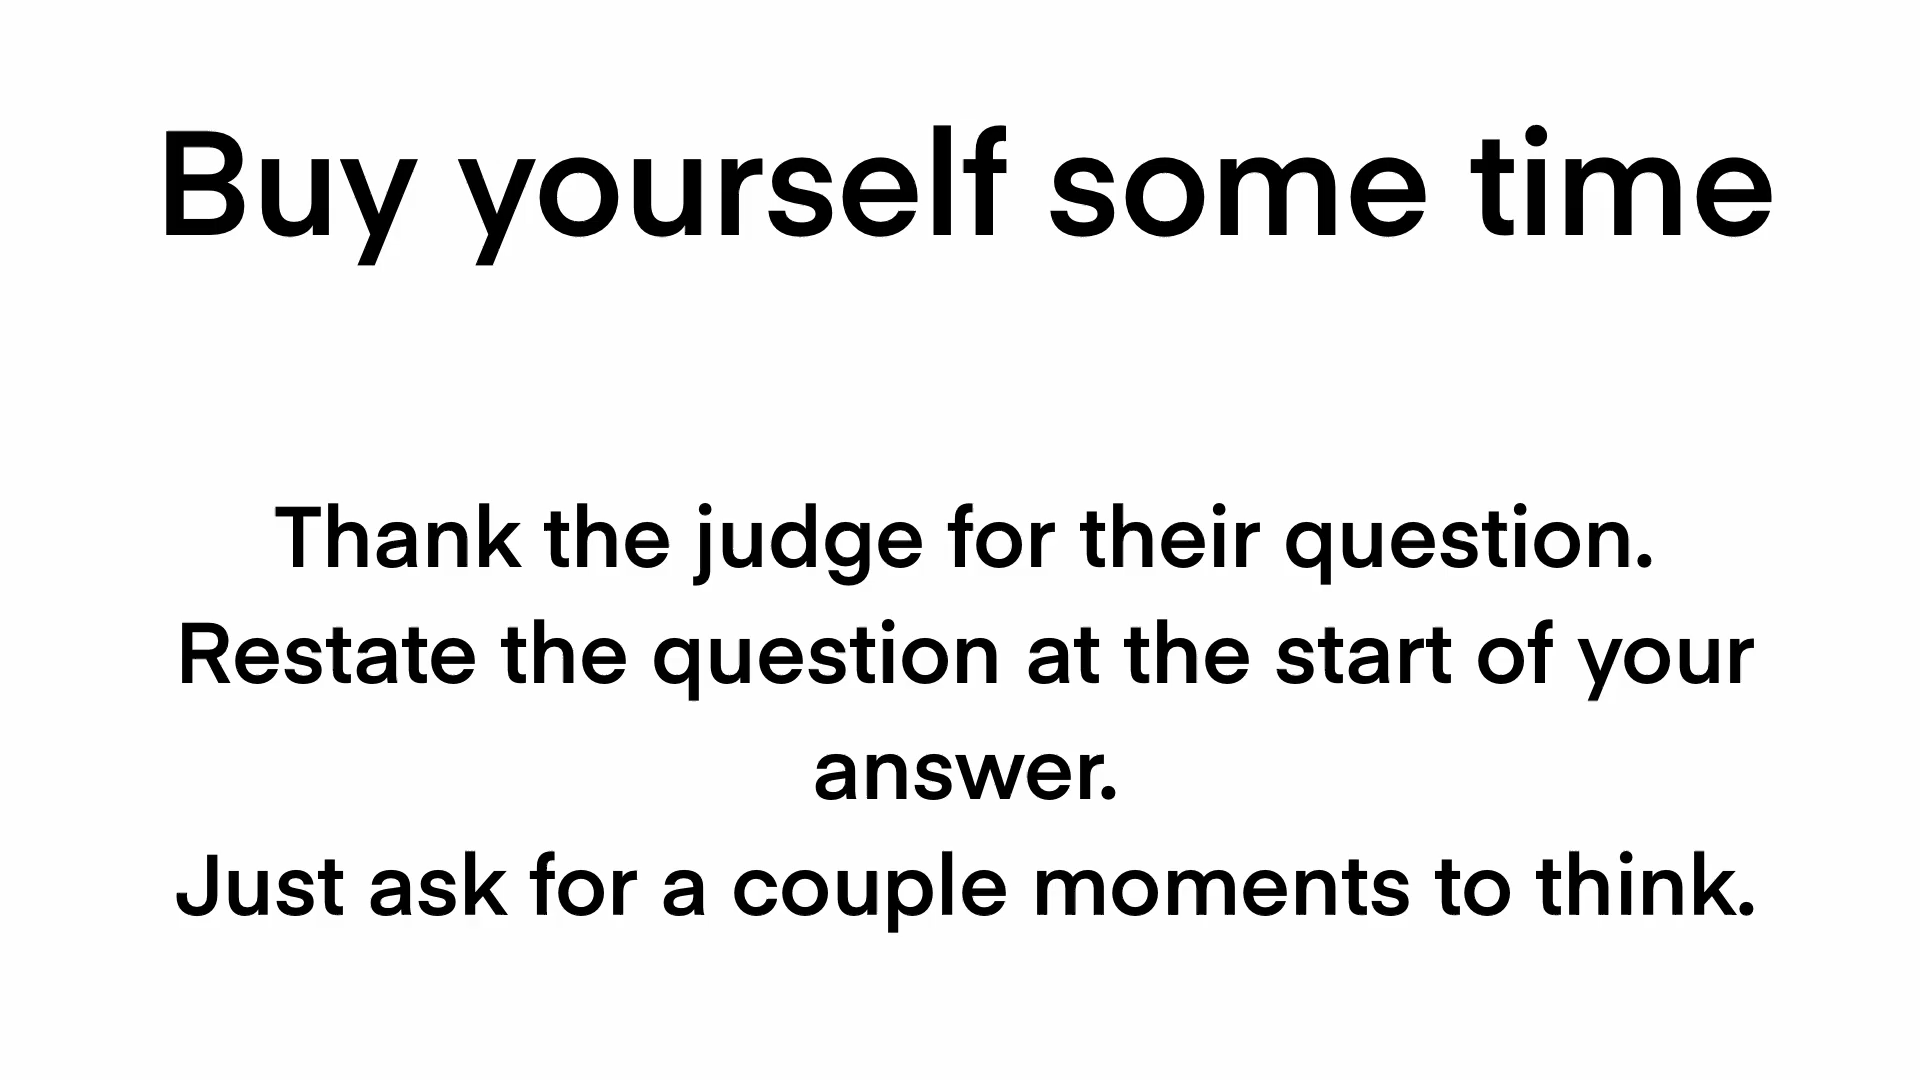 Buy yourself some time
Thank the judge for their question.
Restate the question at the start of your
answer.
Just ask for a couple moments to think.